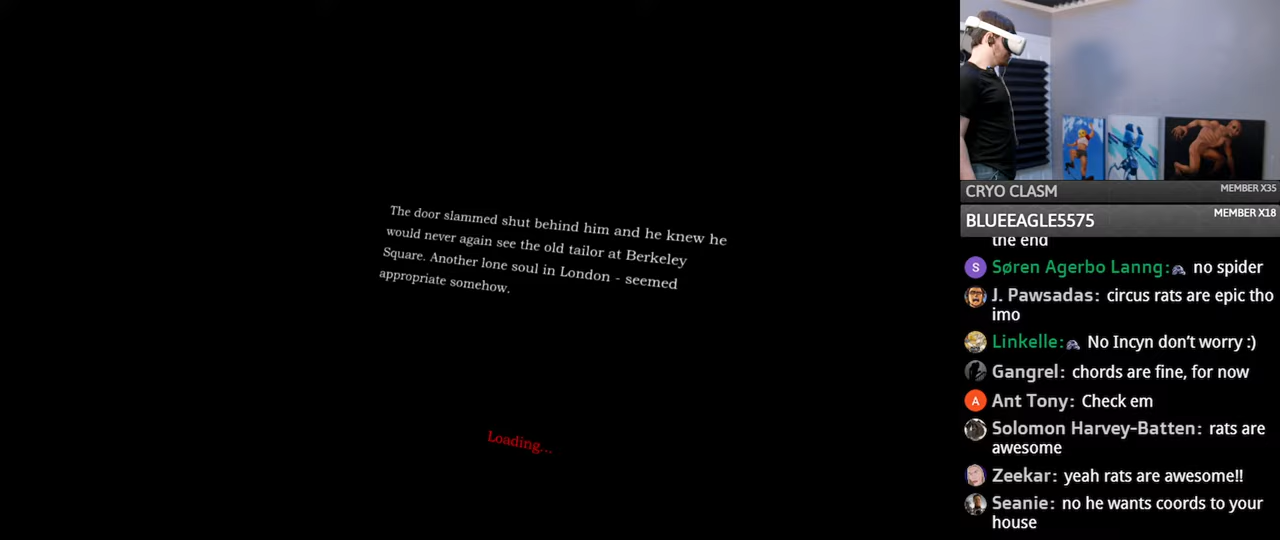 The door slammed shut behind him and he knew he
would never again see the old tailor at Berkeley
Square. Another lone soul in London - seemed
appropriate somehow.
Loading...
CRYO CLASM MEMBER X35
BLUEEAGLE5575 MEMBER X18
the end
Søren Agerbo Lanng: no spider
J. Pawsadas: circus rats are epic tho
imo
Linkelle: No Incyn don't worry :)
Gangrel: chords are fine, for now
Ant Tony: Check em
Solomon Harvey-Batten: rats are
awesome
Zeekar: yeah rats are awesome!!
Seanie: no he wants coords to your
house